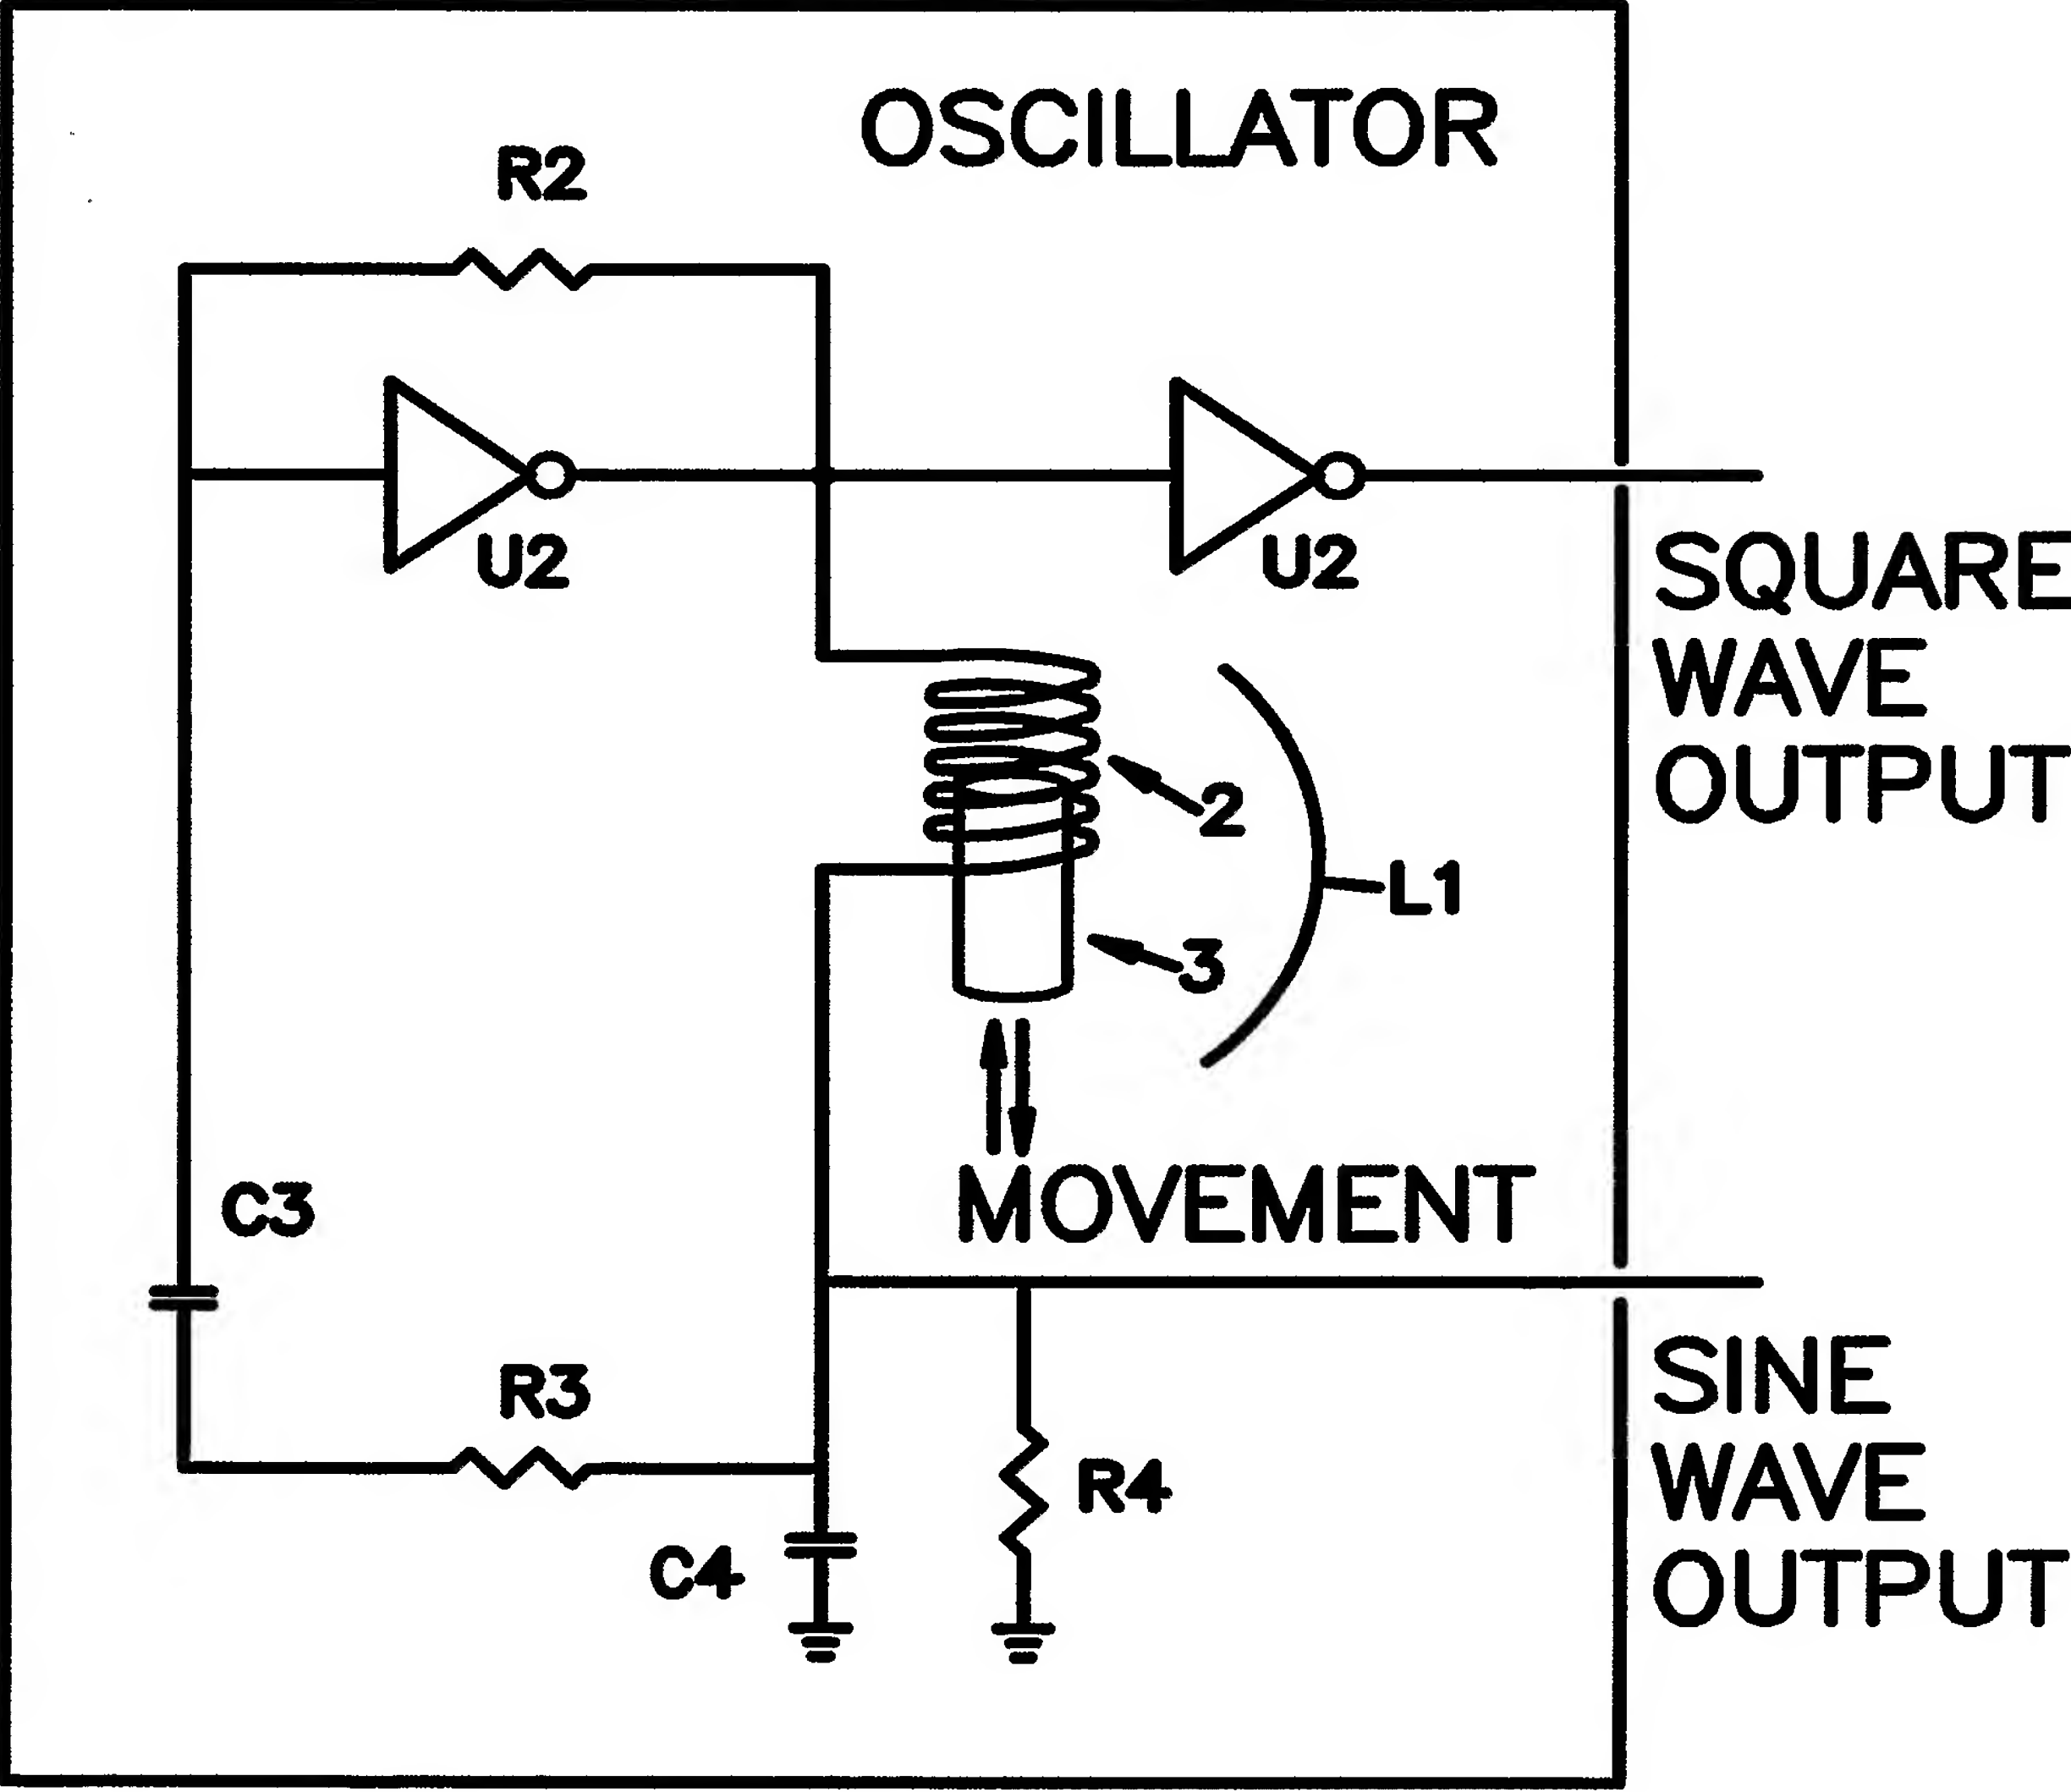 OSCILLATOR
R2
U2
U2
SQUARE
WAVE
OUTPUT
2
L1
3
MOVEMENT
C3
R3
SINE
WAVE
OUTPUT
R4
C4